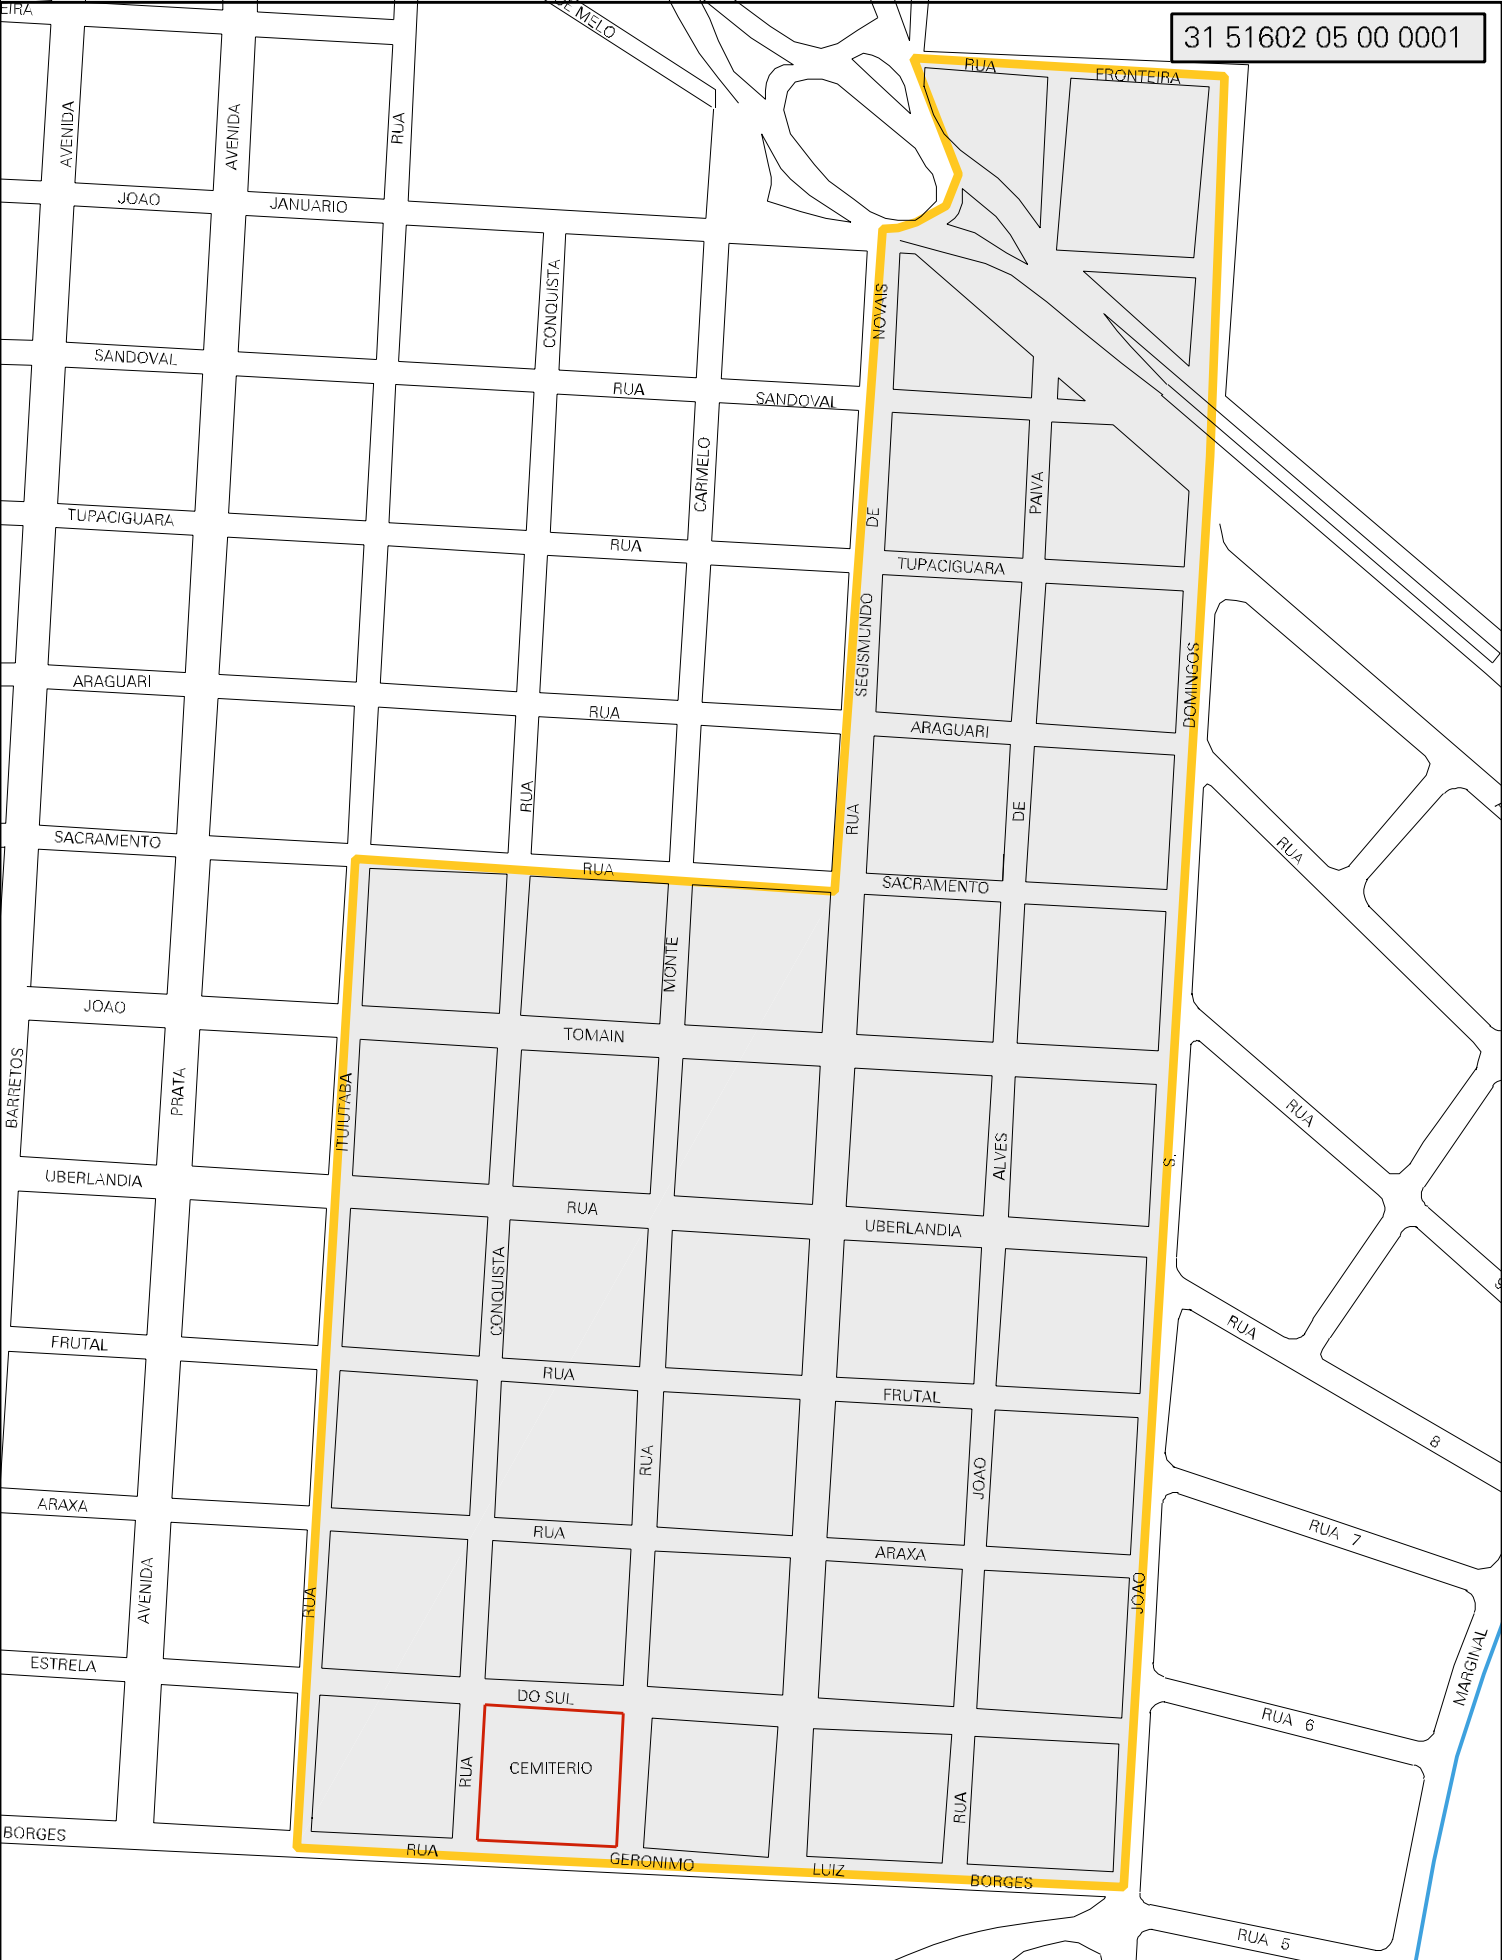 EIRA
DE MELO
31 51602 05 00 0001
RUA
FRONTEIRA
AVENIDA
AVENIDA
RUA
JOAO
JANUARIO
CONQUISTA
NOVAIS
SANDOVAL
RUA
SANDOVAL
CARMELO
PAIVA
TUPACIGUARA
DE
RUA
TUPACIGUARA
SEGISMUNDO
DOMINGOS
ARAGUARI
RUA
ARAGUARI
RUA
RUA
DE
SACRAMENTO
RUA
RUA
SACRAMENTO
MONTE
JOAO
TOMAIN
BARRETOS
PRATA
ITUIUTABA
ALVES
S.
RUA
UBERLANDIA
RUA
UBERLANDIA
CONQUISTA
FRUTAL
RUA
FRUTAL
RUA
8
RUA
JOAO
ARAXA
RUA
ARAXA
RUA 7
AVENIDA
RUA
JOAO
ESTRELA
DO SUL
MARGINAL
RUA 6
RUA
CEMITERIO
RUA
BORGES
RUA
GERONIMO
LUIZ
BORGES
RUA 5